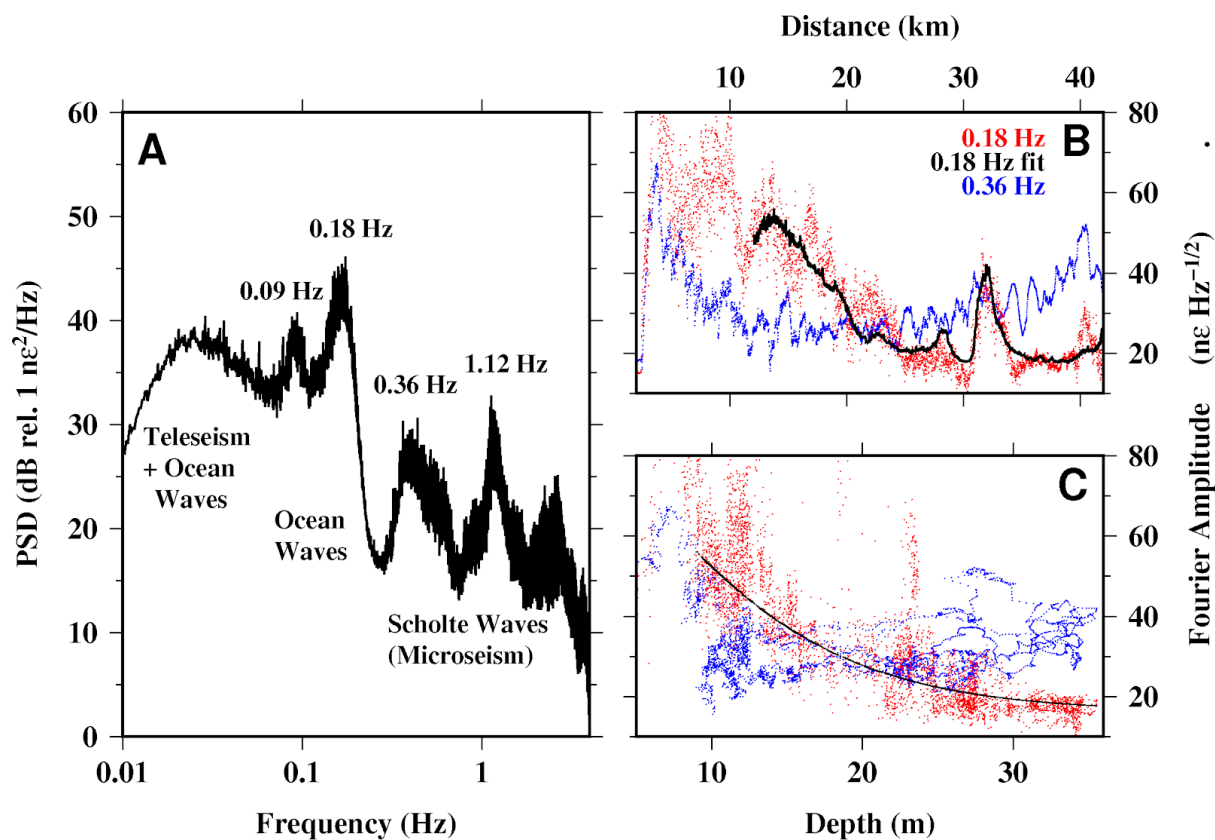 A
60
50
40
30
20
10
0
PSD (dB rel. 1 nε²/Hz)
0.18 Hz
0.09 Hz
0.36 Hz
1.12 Hz
Teleseism
+ Ocean
Waves
Ocean
Waves
Scholte Waves
(Microseism)
0.01
0.1
1
Frequency (Hz)
Distance (km)
10
20
30
40
B
0.18 Hz
0.18 Hz fit
0.36 Hz
80
60
40
20
C
80
60
40
20
Fourier Amplitude (nε Hz⁻¹/²)
10
20
30
Depth (m)